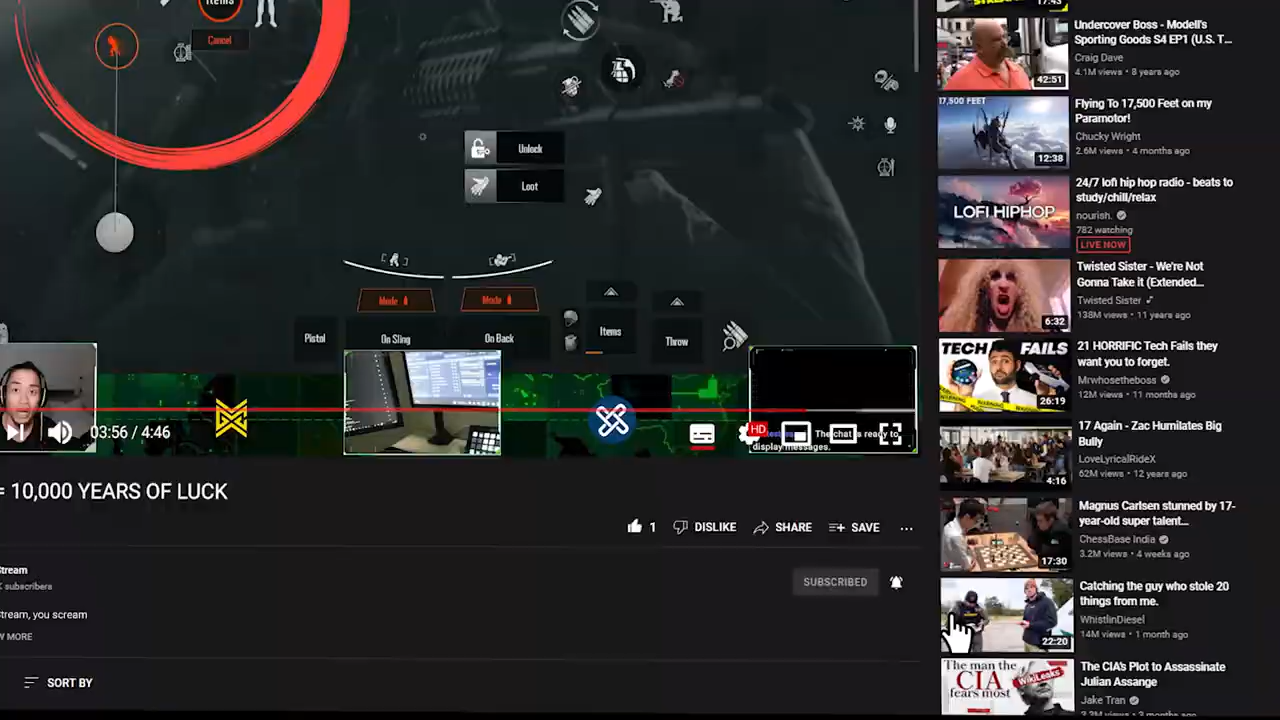 Items
Cancel
Unlock
Loot
Mode
Mode
Pistol
On Sling
On Back
Items
Throw
03:56 / 4:46
HD
The chat is ready to
display messages.
= 10,000 YEARS OF LUCK
1
DISLIKE
SHARE
SAVE
SUBSCRIBED
subscribers
tream, you scream
MORE
SORT BY
17:43
Undercover Boss - Modell's
Sporting Goods S4 EP1 (U.S. T...
Craig Dave
4.1M views • 8 years ago
42:51
17,500 FEET
Flying To 17,500 Feet on my
Paramotor!
Chucky Wright
2.6M views • 4 months ago
12:38
24/7 lofi hip hop radio - beats to
study/chill/relax
nourish.
782 watching
LIVE NOW
LOFI HIPHOP
Twisted Sister - We're Not
Gonna Take it (Extended...
Twisted Sister
138M views • 11 years ago
6:32
TECH FAILS
21 HORRIFIC Tech Fails they
want you to forget.
Mrwhosetheboss
12M views • 11 months ago
26:19
17 Again - Zac Humilates Big
Bully
LoveLyricalRideX
62M views • 12 years ago
4:16
Magnus Carlsen stunned by 17-
year-old super talent...
ChessBase India
3.2M views • 4 weeks ago
17:30
Catching the guy who stole 20
things from me.
WhistlinDiesel
14M views • 1 month ago
22:20
The man the
CIA
fears most
WikiLeaks
The CIA's Plot to Assassinate
Julian Assange
Jake Tran